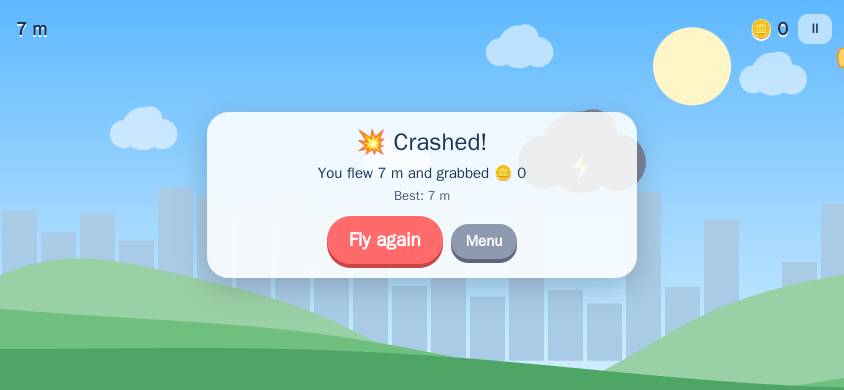 7 m
🪙 0
⏸
💥 Crashed!
You flew 7 m and grabbed 🪙 0
Best: 7 m
Fly again
Menu